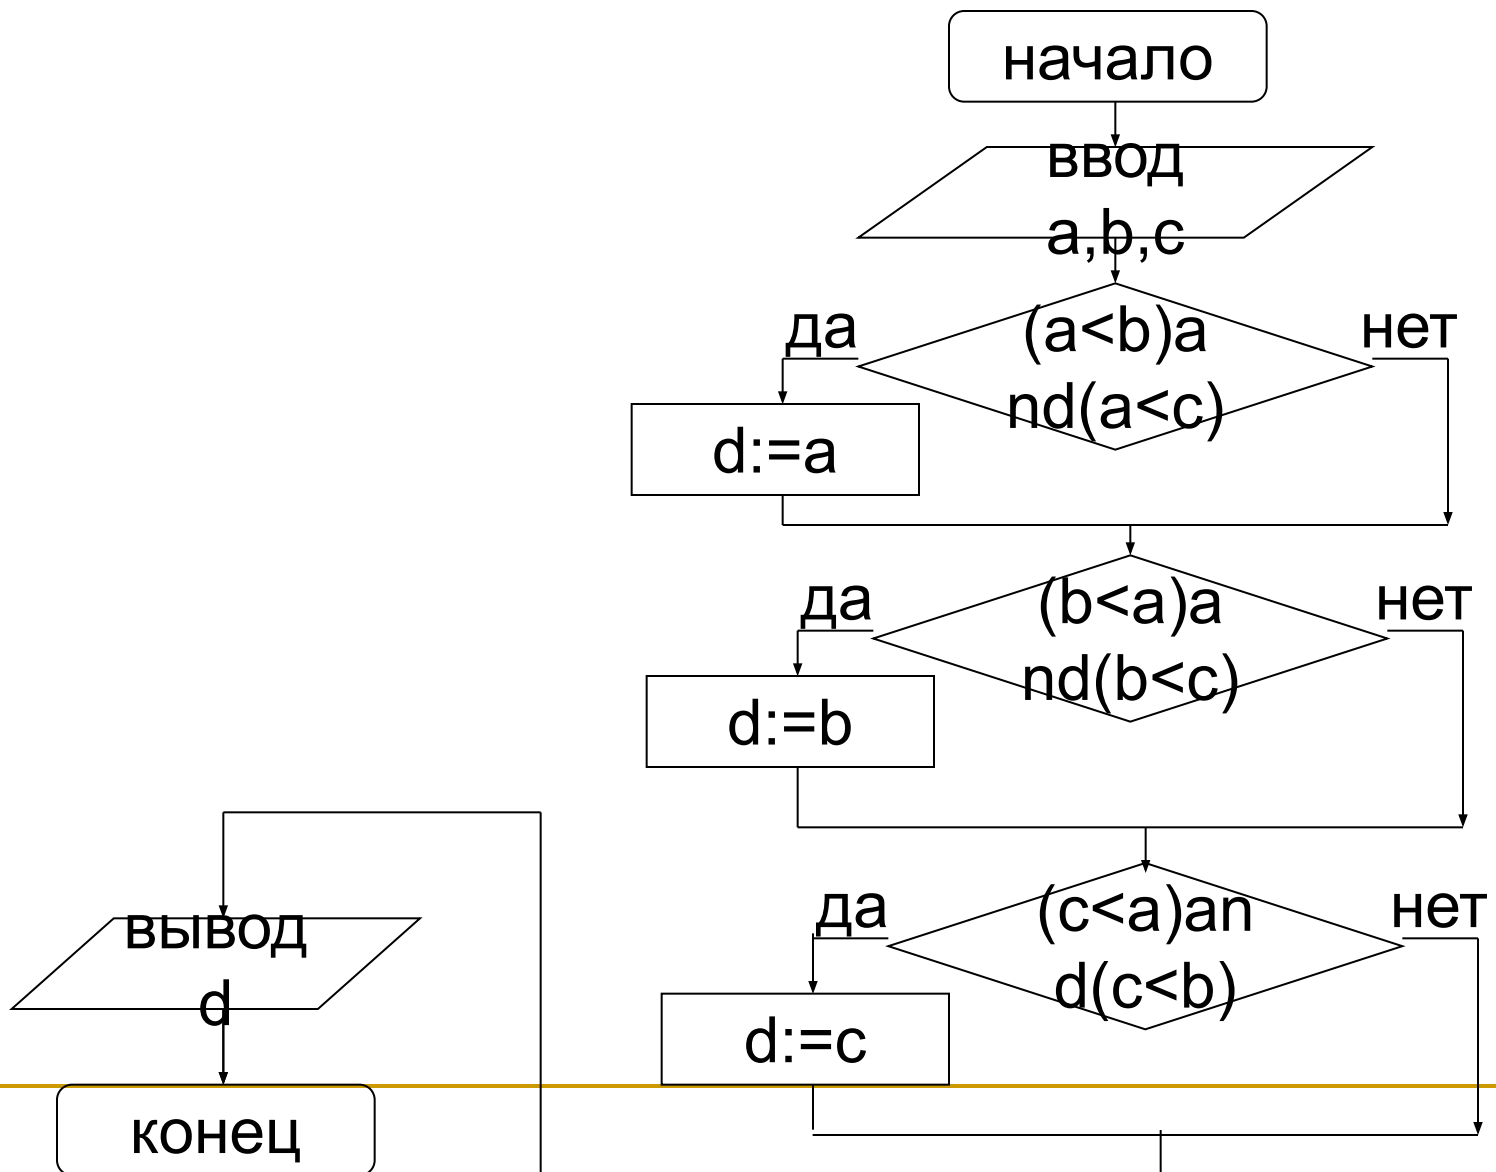 начало
ввод
a,b,c
да
(a<b)a
nd(a<c)
нет
d:=a
да
(b<a)a
nd(b<c)
нет
d:=b
да
(c<a)an
d(c<b)
нет
d:=c
вывод
d
конец